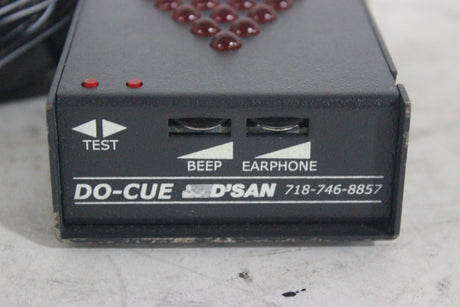 TEST
BEEP EARPHONE
DO-CUE D'SAN 718-746-8857